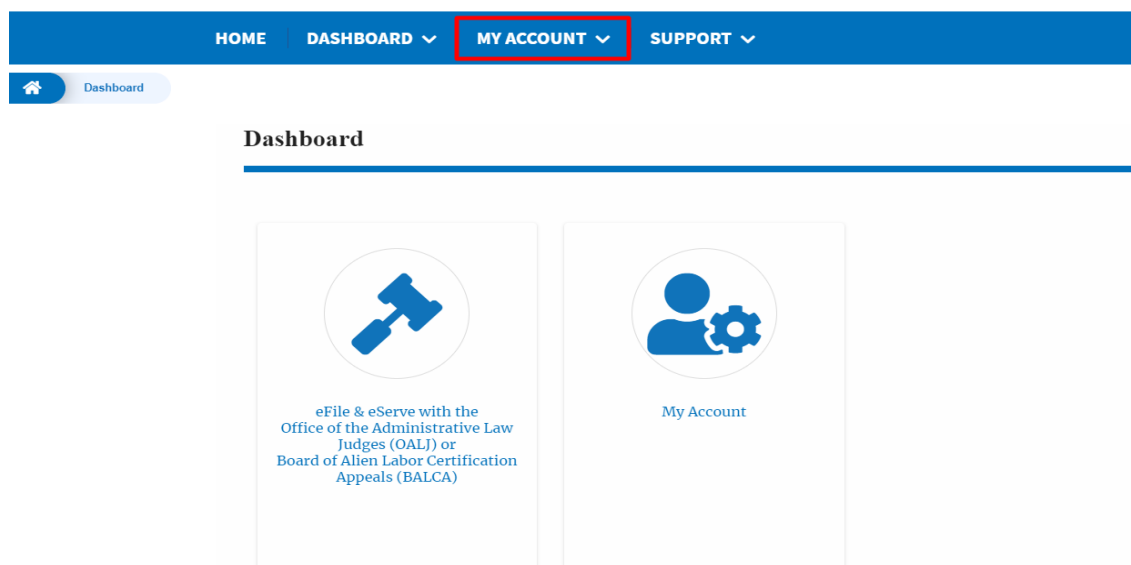 HOME DASHBOARD MY ACCOUNT SUPPORT
Dashboard
Dashboard
eFile & eServe with the
Office of the Administrative Law
Judges (OALJ) or
Board of Alien Labor Certification
Appeals (BALCA)
My Account